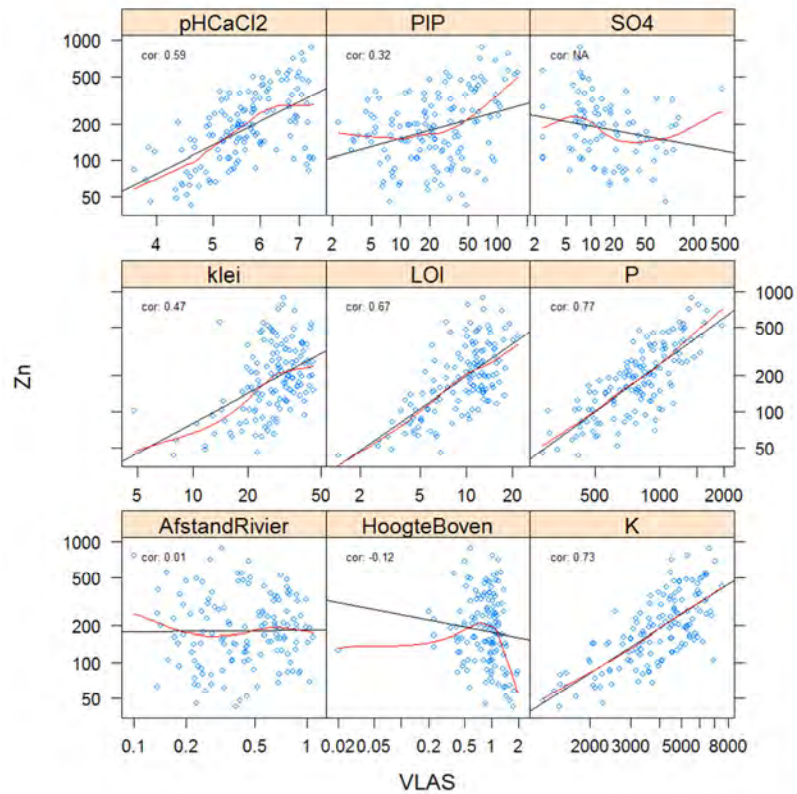 pHCaCl2 PIP SO4
cor: 0.59 cor: 0.32 cor: NA
1000
500
200
100
50
4 5 6 7 2 5 10 20 50 100 2 5 10 20 50 200 500
klei LOI P
cor: 0.47 cor: 0.67 cor: 0.77
1000
500
200
100
50
Zn
5 10 20 50 2 5 10 20 500 1000 2000
AfstandRivier HoogteBoven K
cor: 0.01 cor: -0.12 cor: 0.73
1000
500
200
100
50
0.1 0.2 0.5 1 0.02 0.05 0.2 0.5 1 2 2000 3000 5000 8000
VLAS